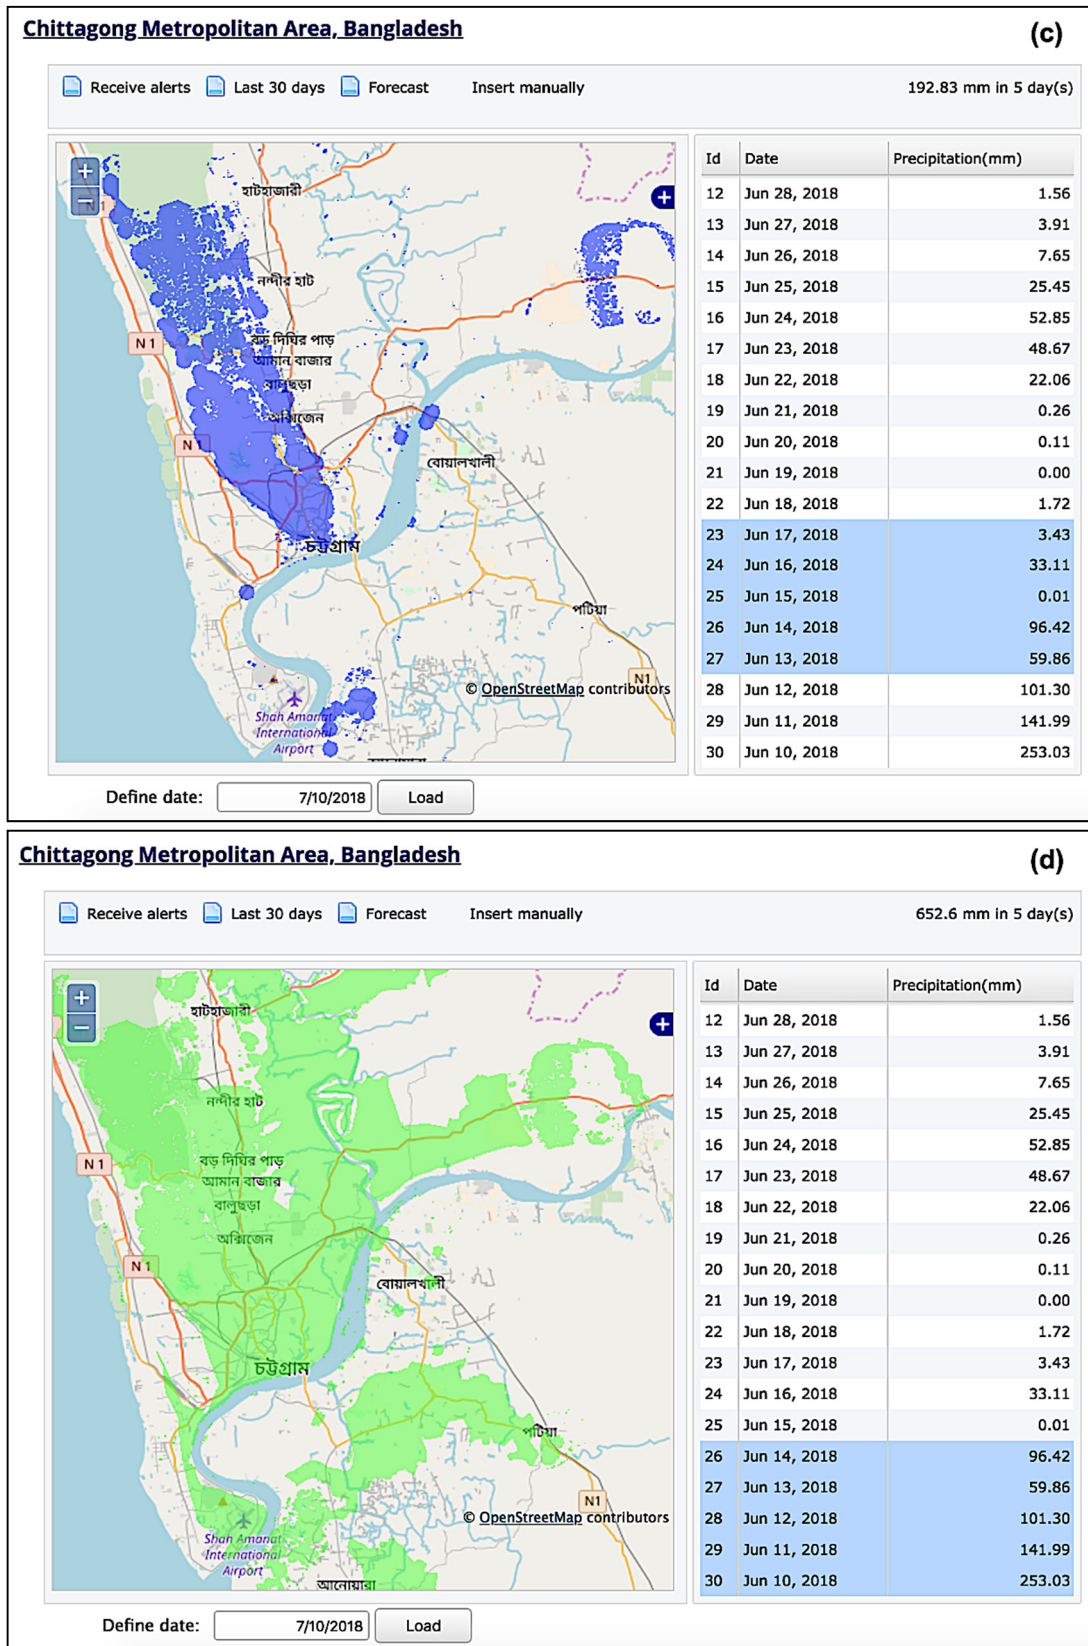 Chittagong Metropolitan Area, Bangladesh (c)
Receive alerts Last 30 days Forecast Insert manually 192.83 mm in 5 day(s)
+
−
N 1
হাটহাজারী
+
নন্দীর হাট
N 1
বড় দিঘির পাড়
আমান বাজার
বালুছড়া
অক্সিজেন
N 1
বোয়ালখালী
চট্টগ্রাম
পটিয়া
N1
© OpenStreetMap contributors
Shah Amanat
International
Airport
Id Date Precipitation(mm)
12 Jun 28, 2018 1.56
13 Jun 27, 2018 3.91
14 Jun 26, 2018 7.65
15 Jun 25, 2018 25.45
16 Jun 24, 2018 52.85
17 Jun 23, 2018 48.67
18 Jun 22, 2018 22.06
19 Jun 21, 2018 0.26
20 Jun 20, 2018 0.11
21 Jun 19, 2018 0.00
22 Jun 18, 2018 1.72
23 Jun 17, 2018 3.43
24 Jun 16, 2018 33.11
25 Jun 15, 2018 0.01
26 Jun 14, 2018 96.42
27 Jun 13, 2018 59.86
28 Jun 12, 2018 101.30
29 Jun 11, 2018 141.99
30 Jun 10, 2018 253.03
Define date: 7/10/2018 Load
Chittagong Metropolitan Area, Bangladesh (d)
Receive alerts Last 30 days Forecast Insert manually 652.6 mm in 5 day(s)
+
−
হাটহাজারী
+
নন্দীর হাট
N 1
বড় দিঘির পাড়
আমান বাজার
বালুছড়া
অক্সিজেন
N 1
বোয়ালখালী
চট্টগ্রাম
পটিয়া
N1
© OpenStreetMap contributors
Shah Amanat
International
Airport
আনোয়ারা
Id Date Precipitation(mm)
12 Jun 28, 2018 1.56
13 Jun 27, 2018 3.91
14 Jun 26, 2018 7.65
15 Jun 25, 2018 25.45
16 Jun 24, 2018 52.85
17 Jun 23, 2018 48.67
18 Jun 22, 2018 22.06
19 Jun 21, 2018 0.26
20 Jun 20, 2018 0.11
21 Jun 19, 2018 0.00
22 Jun 18, 2018 1.72
23 Jun 17, 2018 3.43
24 Jun 16, 2018 33.11
25 Jun 15, 2018 0.01
26 Jun 14, 2018 96.42
27 Jun 13, 2018 59.86
28 Jun 12, 2018 101.30
29 Jun 11, 2018 141.99
30 Jun 10, 2018 253.03
Define date: 7/10/2018 Load